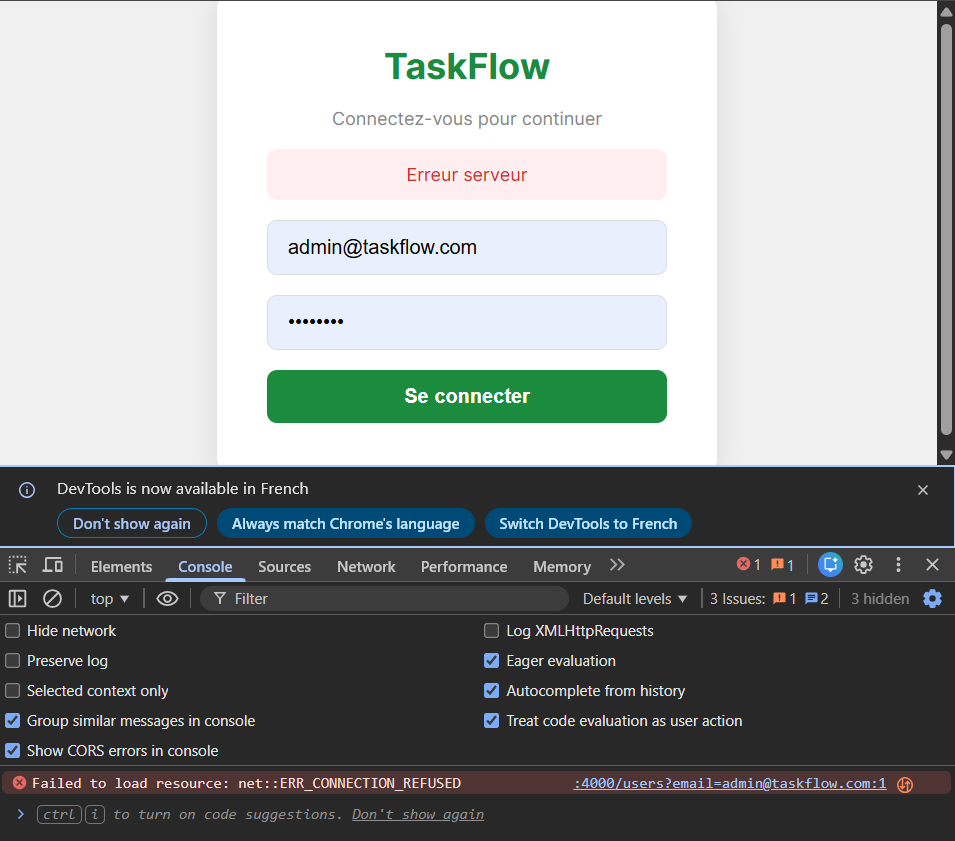 TaskFlow
Connectez-vous pour continuer
Erreur serveur
admin@taskflow.com
••••••••
Se connecter
DevTools is now available in French
Don't show again
Always match Chrome's language
Switch DevTools to French
Elements Console Sources Network Performance Memory 1 1
top Filter Default levels 3 Issues: 1 2 3 hidden
Hide network Log XMLHttpRequests
Preserve log Eager evaluation
Selected context only Autocomplete from history
Group similar messages in console Treat code evaluation as user action
Show CORS errors in console
Failed to load resource: net::ERR_CONNECTION_REFUSED :4000/users?email=admin@taskflow.com:1
ctrl i to turn on code suggestions. Don't show again